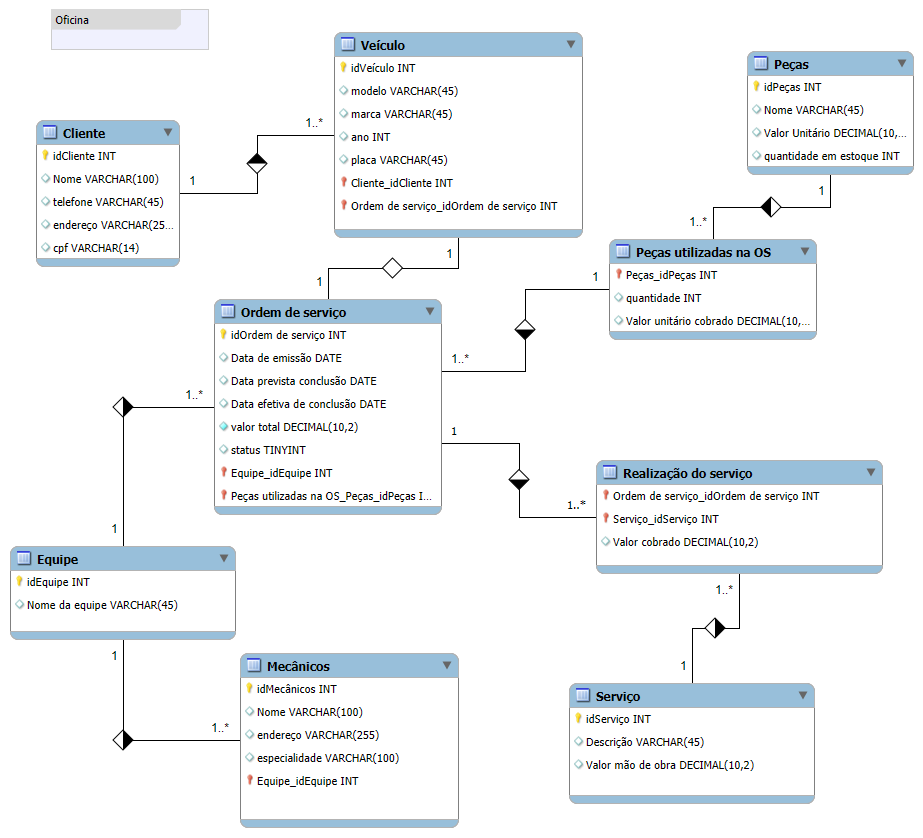 Oficina
Veículo
idVeículo INT
modelo VARCHAR(45)
marca VARCHAR(45)
ano INT
placa VARCHAR(45)
Cliente_idCliente INT
Ordem de serviço_idOrdem de serviço INT
Peças
idPeças INT
Nome VARCHAR(45)
Valor Unitário DECIMAL(10,...
quantidade em estoque INT
Cliente
idCliente INT
Nome VARCHAR(100)
telefone VARCHAR(45)
endereço VARCHAR(25...
cpf VARCHAR(14)
1..*
1
1
1..*
1
1
Peças utilizadas na OS
Peças_idPeças INT
quantidade INT
Valor unitário cobrado DECIMAL(10,...
1
1..*
Ordem de serviço
idOrdem de serviço INT
Data de emissão DATE
Data prevista conclusão DATE
Data efetiva de conclusão DATE
valor total DECIMAL(10,2)
status TINYINT
Equipe_idEquipe INT
Peças utilizadas na OS_Peças_idPeças I...
1..*
1
1
1..*
Realização do serviço
Ordem de serviço_idOrdem de serviço INT
Serviço_idServiço INT
Valor cobrado DECIMAL(10,2)
Equipe
idEquipe INT
Nome da equipe VARCHAR(45)
1
1..*
1..*
1
Mecânicos
idMecânicos INT
Nome VARCHAR(100)
endereço VARCHAR(255)
especialidade VARCHAR(100)
Equipe_idEquipe INT
Serviço
idServiço INT
Descrição VARCHAR(45)
Valor mão de obra DECIMAL(10,2)